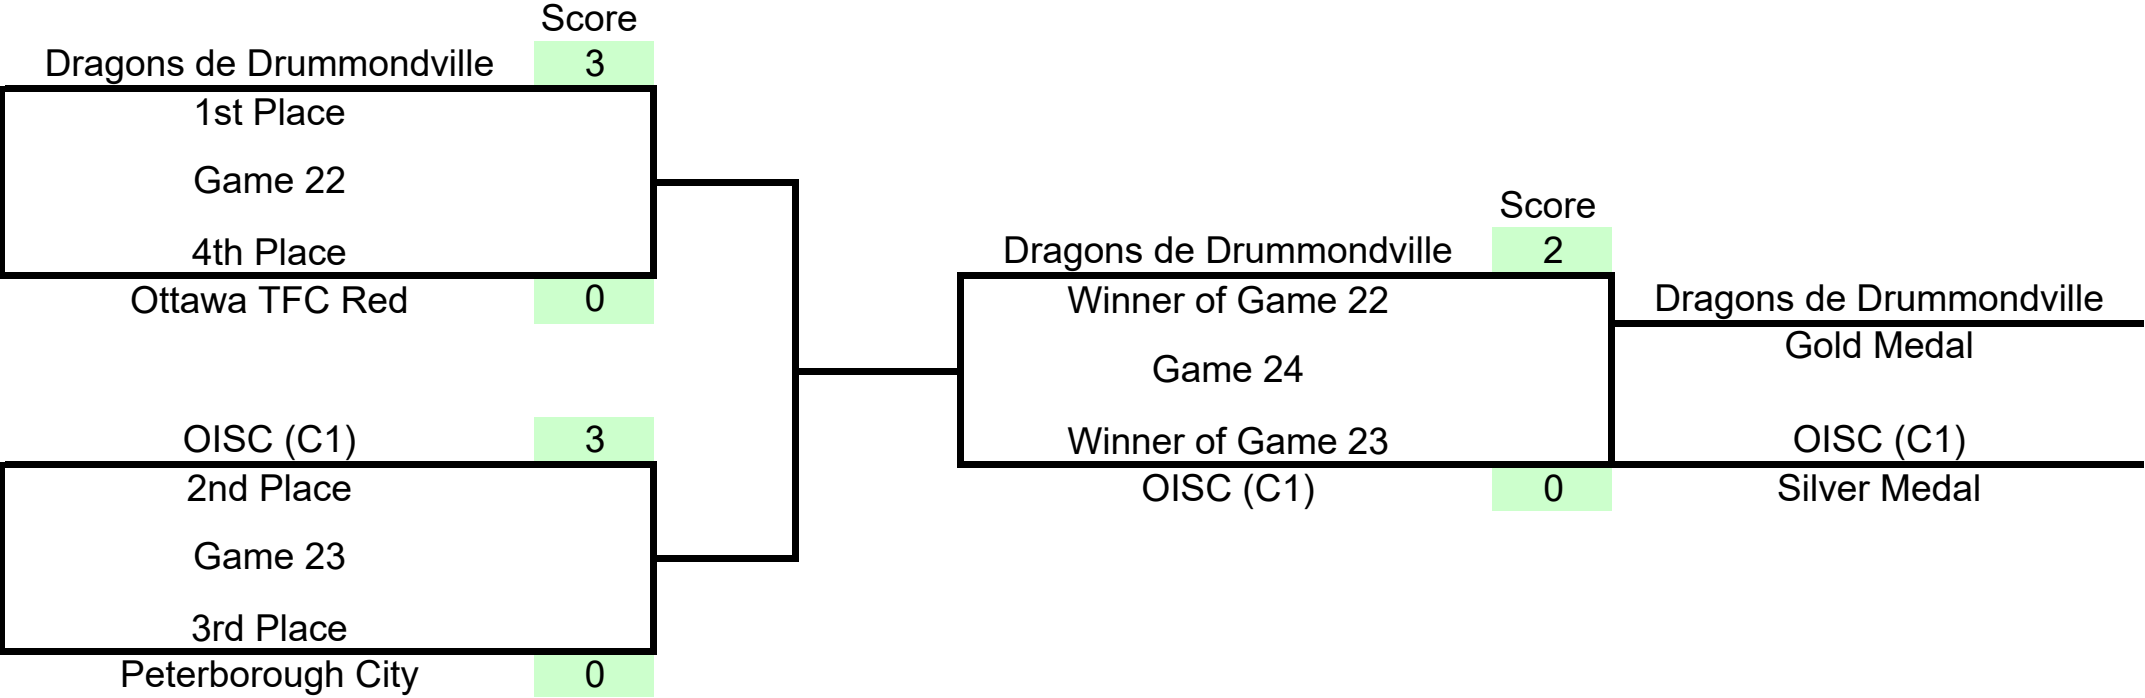 Score
Dragons de Drummondville 3
1st Place
Game 22
4th Place
Ottawa TFC Red 0
OISC (C1) 3
2nd Place
Game 23
3rd Place
Peterborough City 0
Score
Dragons de Drummondville 2
Winner of Game 22
Game 24
Winner of Game 23
OISC (C1) 0
Dragons de Drummondville
Gold Medal
OISC (C1)
Silver Medal